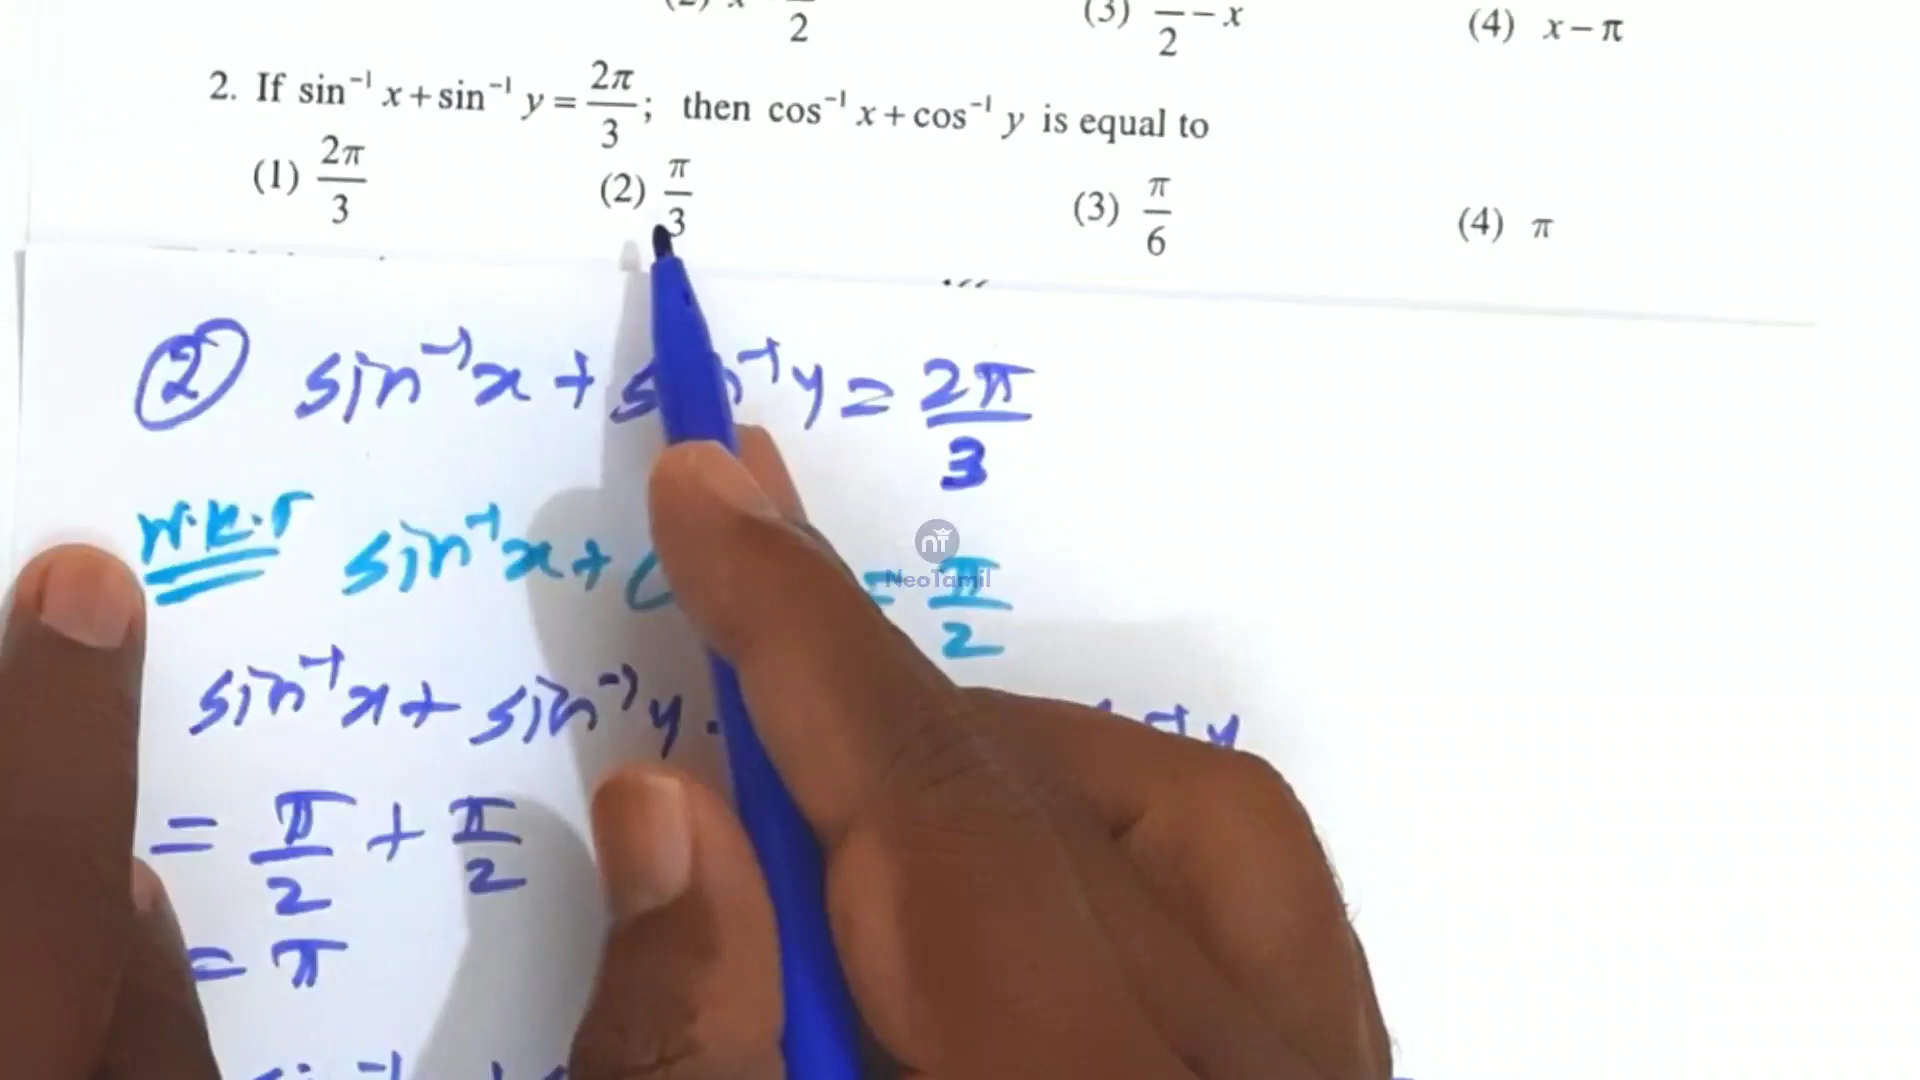 2 (3) π/2 − x (4) x − π
2. If sin⁻¹ x + sin⁻¹ y = 2π/3; then cos⁻¹ x + cos⁻¹ y is equal to
(1) 2π/3 (2) π/3 (3) π/6 (4) π
② sin⁻¹x + s n⁻¹y = 2π/3
W.K.T sin⁻¹x + = π/2
NeoTamil
sin⁻¹x + sin⁻¹y ⁻¹y
= π/2 + π/2
= π